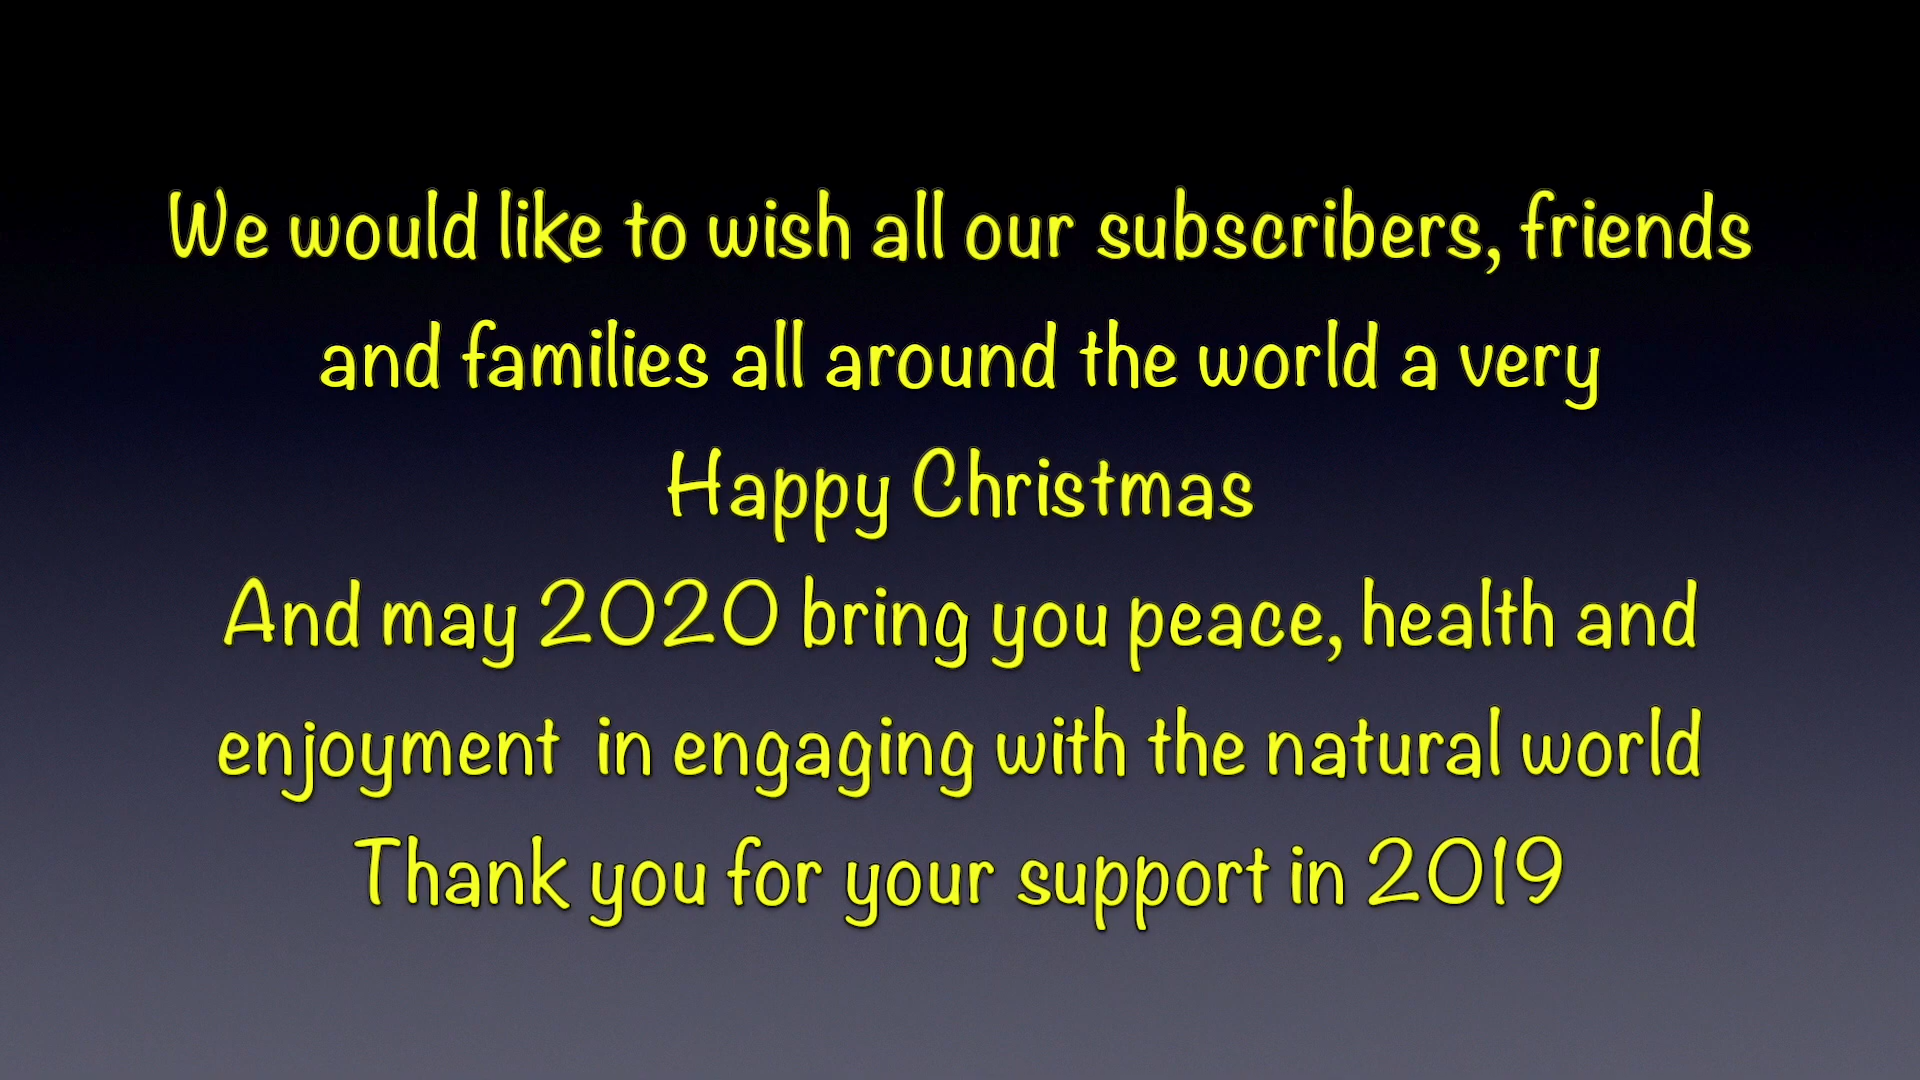 We would like to wish all our subscribers, friends
and families all around the world a very
Happy Christmas
And may 2020 bring you peace, health and
enjoyment  in engaging with the natural world
Thank you for your support in 2019